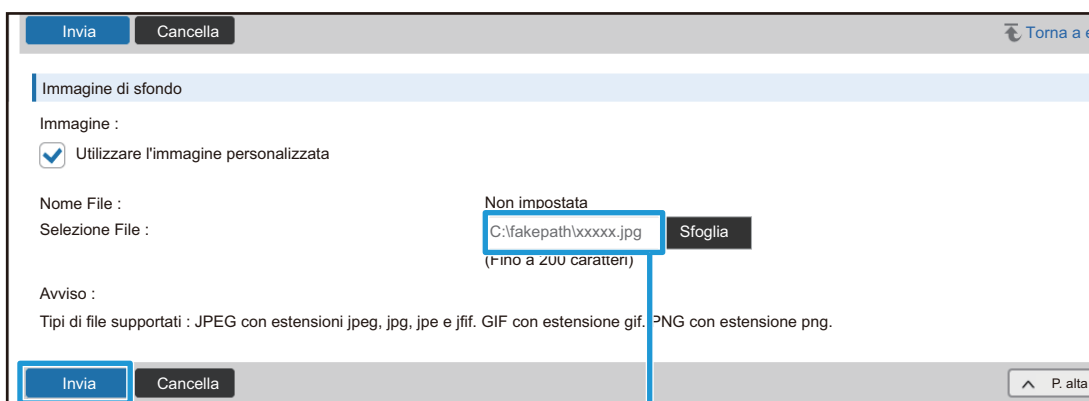 Invia Cancella Torna a
Immagine di sfondo
Immagine :
Utilizzare l'immagine personalizzata
Nome File : Non impostata
Selezione File : C:\fakepath\xxxxx.jpg Sfoglia
(Fino a 200 caratteri)
Avviso :
Tipi di file supportati : JPEG con estensioni jpeg, jpg, jpe e jfif. GIF con estensione gif. PNG con estensione png.
Invia Cancella P. alta